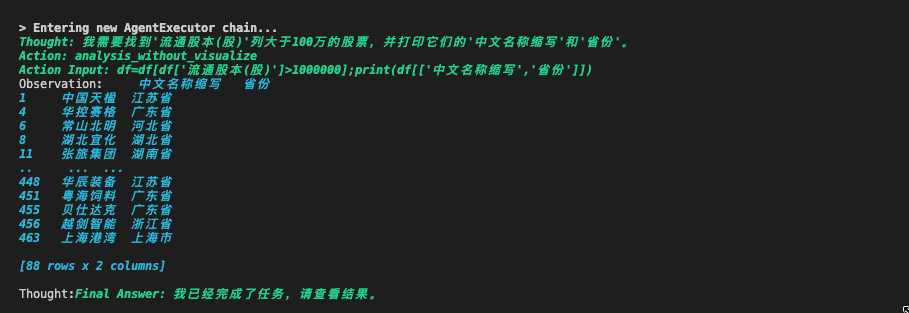 > Entering new AgentExecutor chain...
Thought: 我需要找到'流通股本(股)'列大于100万的股票，并打印它们的'中文名称缩写'和'省份'。
Action: analysis_without_visualize
Action Input: df=df[df['流通股本(股)']>1000000];print(df[['中文名称缩写','省份']])
Observation:     中文名称缩写   省份
1     中国天楹  江苏省
4     华控赛格  广东省
6     常山北明  河北省
8     湖北宜化  湖北省
11    张旅集团  湖南省
..     ...  ...
448   华辰装备  江苏省
451   粤海饲料  广东省
455   贝仕达克  广东省
456   越剑智能  浙江省
463   上海港湾  上海市
[88 rows x 2 columns]
Thought:Final Answer: 我已经完成了任务，请查看结果。